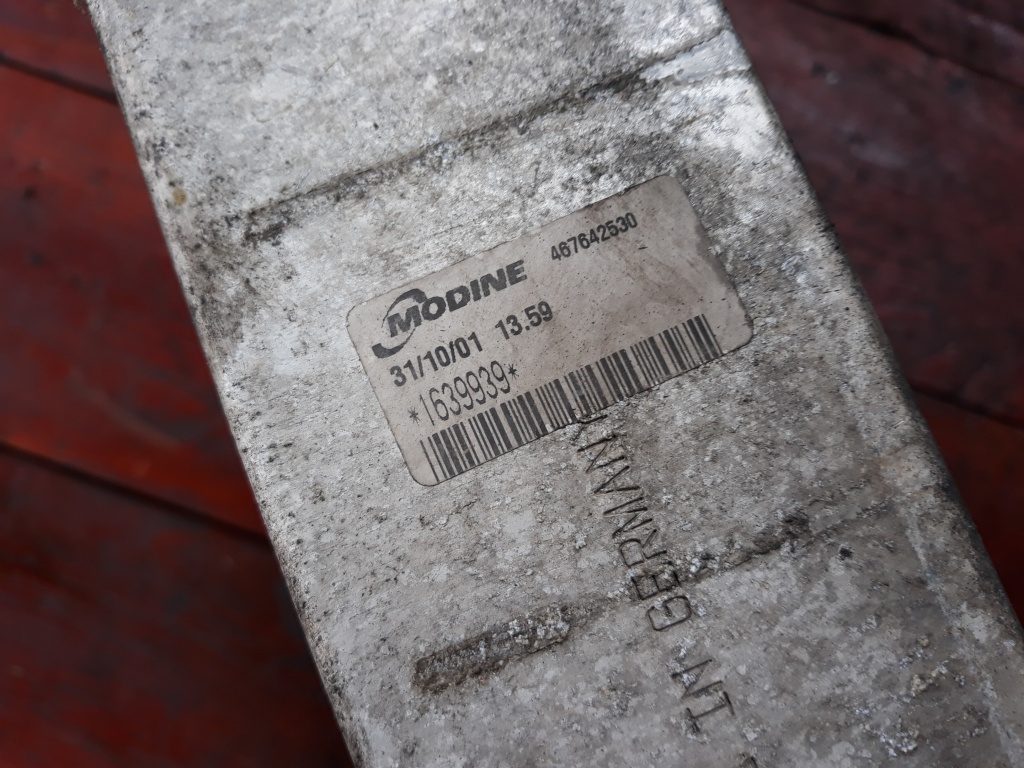 MODINE 467642530
31/10/01 13.59
*1639939*
IN GERMANY